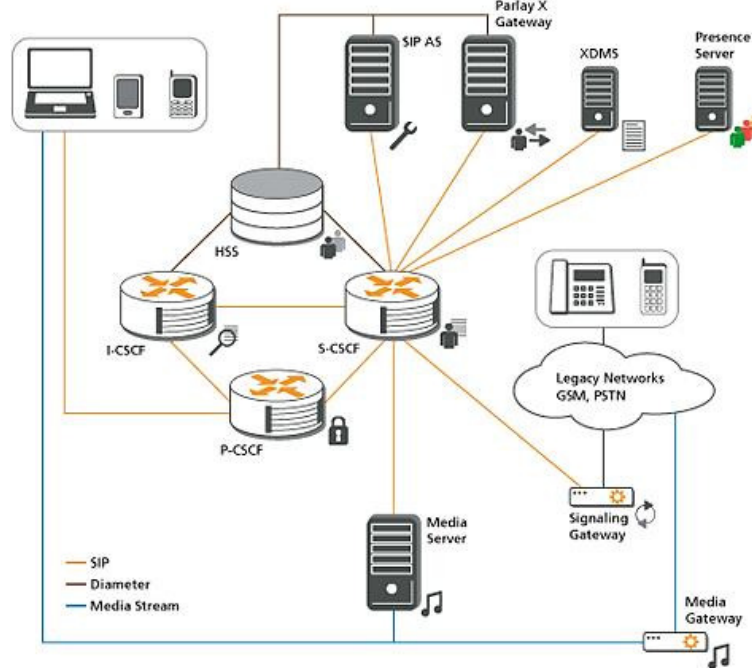 Parlay X
Gateway
SIP AS
XDMS
Presence
Server
HSS
I-CSCF
S-CSCF
P-CSCF
Legacy Networks
GSM, PSTN
Signaling
Gateway
Media
Server
Media
Gateway
SIP
Diameter
Media Stream